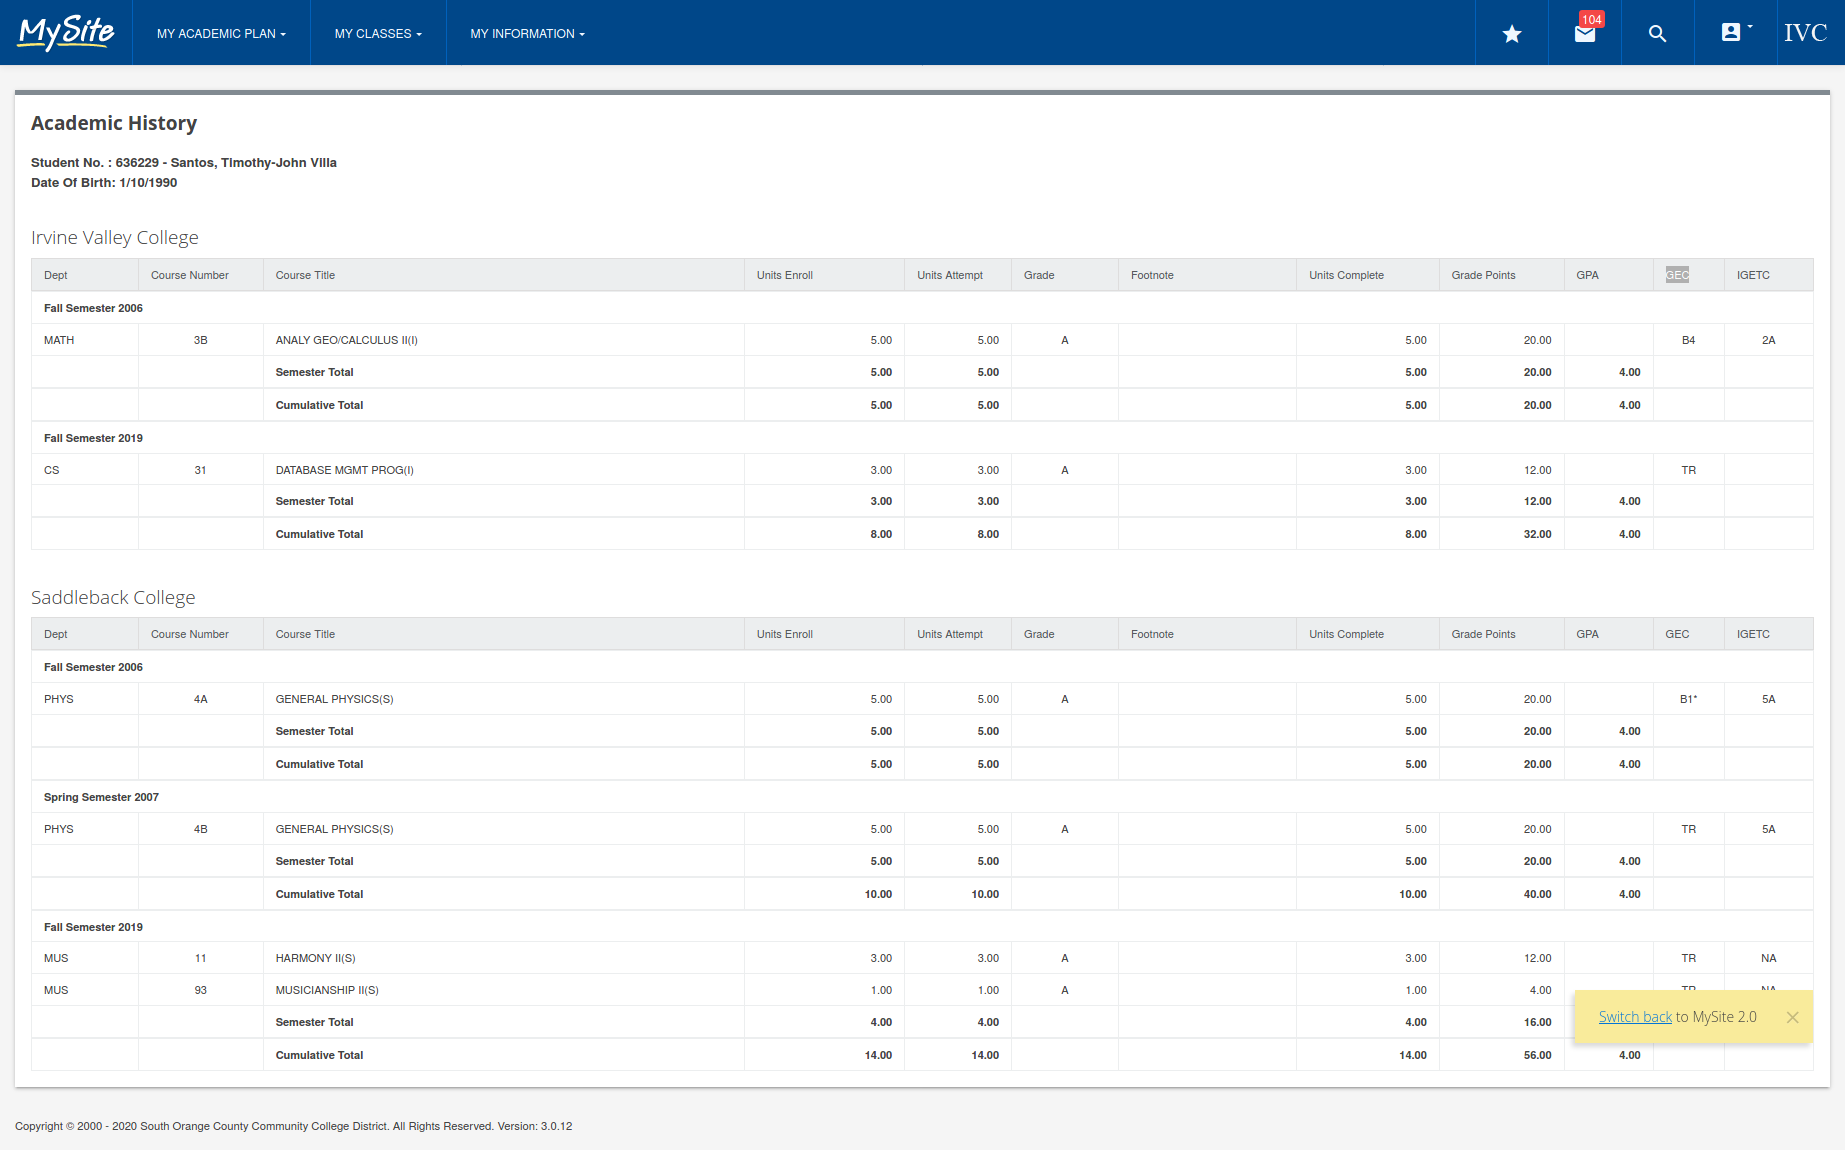 MySite MY ACADEMIC PLAN MY CLASSES MY INFORMATION 104 IVC
Academic History
Student No. : 636229 - Santos, Timothy-John Villa
Date Of Birth: 1/10/1990
Irvine Valley College
Dept Course Number Course Title Units Enroll Units Attempt Grade Footnote Units Complete Grade Points GPA GEC IGETC
Fall Semester 2006
MATH 3B ANALY GEO/CALCULUS II(I) 5.00 5.00 A 5.00 20.00 B4 2A
Semester Total 5.00 5.00 5.00 20.00 4.00
Cumulative Total 5.00 5.00 5.00 20.00 4.00
Fall Semester 2019
CS 31 DATABASE MGMT PROG(I) 3.00 3.00 A 3.00 12.00 TR
Semester Total 3.00 3.00 3.00 12.00 4.00
Cumulative Total 8.00 8.00 8.00 32.00 4.00
Saddleback College
Dept Course Number Course Title Units Enroll Units Attempt Grade Footnote Units Complete Grade Points GPA GEC IGETC
Fall Semester 2006
PHYS 4A GENERAL PHYSICS(S) 5.00 5.00 A 5.00 20.00 B1* 5A
Semester Total 5.00 5.00 5.00 20.00 4.00
Cumulative Total 5.00 5.00 5.00 20.00 4.00
Spring Semester 2007
PHYS 4B GENERAL PHYSICS(S) 5.00 5.00 A 5.00 20.00 TR 5A
Semester Total 5.00 5.00 5.00 20.00 4.00
Cumulative Total 10.00 10.00 10.00 40.00 4.00
Fall Semester 2019
MUS 11 HARMONY II(S) 3.00 3.00 A 3.00 12.00 TR NA
MUS 93 MUSICIANSHIP II(S) 1.00 1.00 A 1.00 4.00 TR NA
Semester Total 4.00 4.00 4.00 16.00
Switch back to MySite 2.0
Cumulative Total 14.00 14.00 14.00 56.00 4.00
Copyright © 2000 - 2020 South Orange County Community College District. All Rights Reserved. Version: 3.0.12